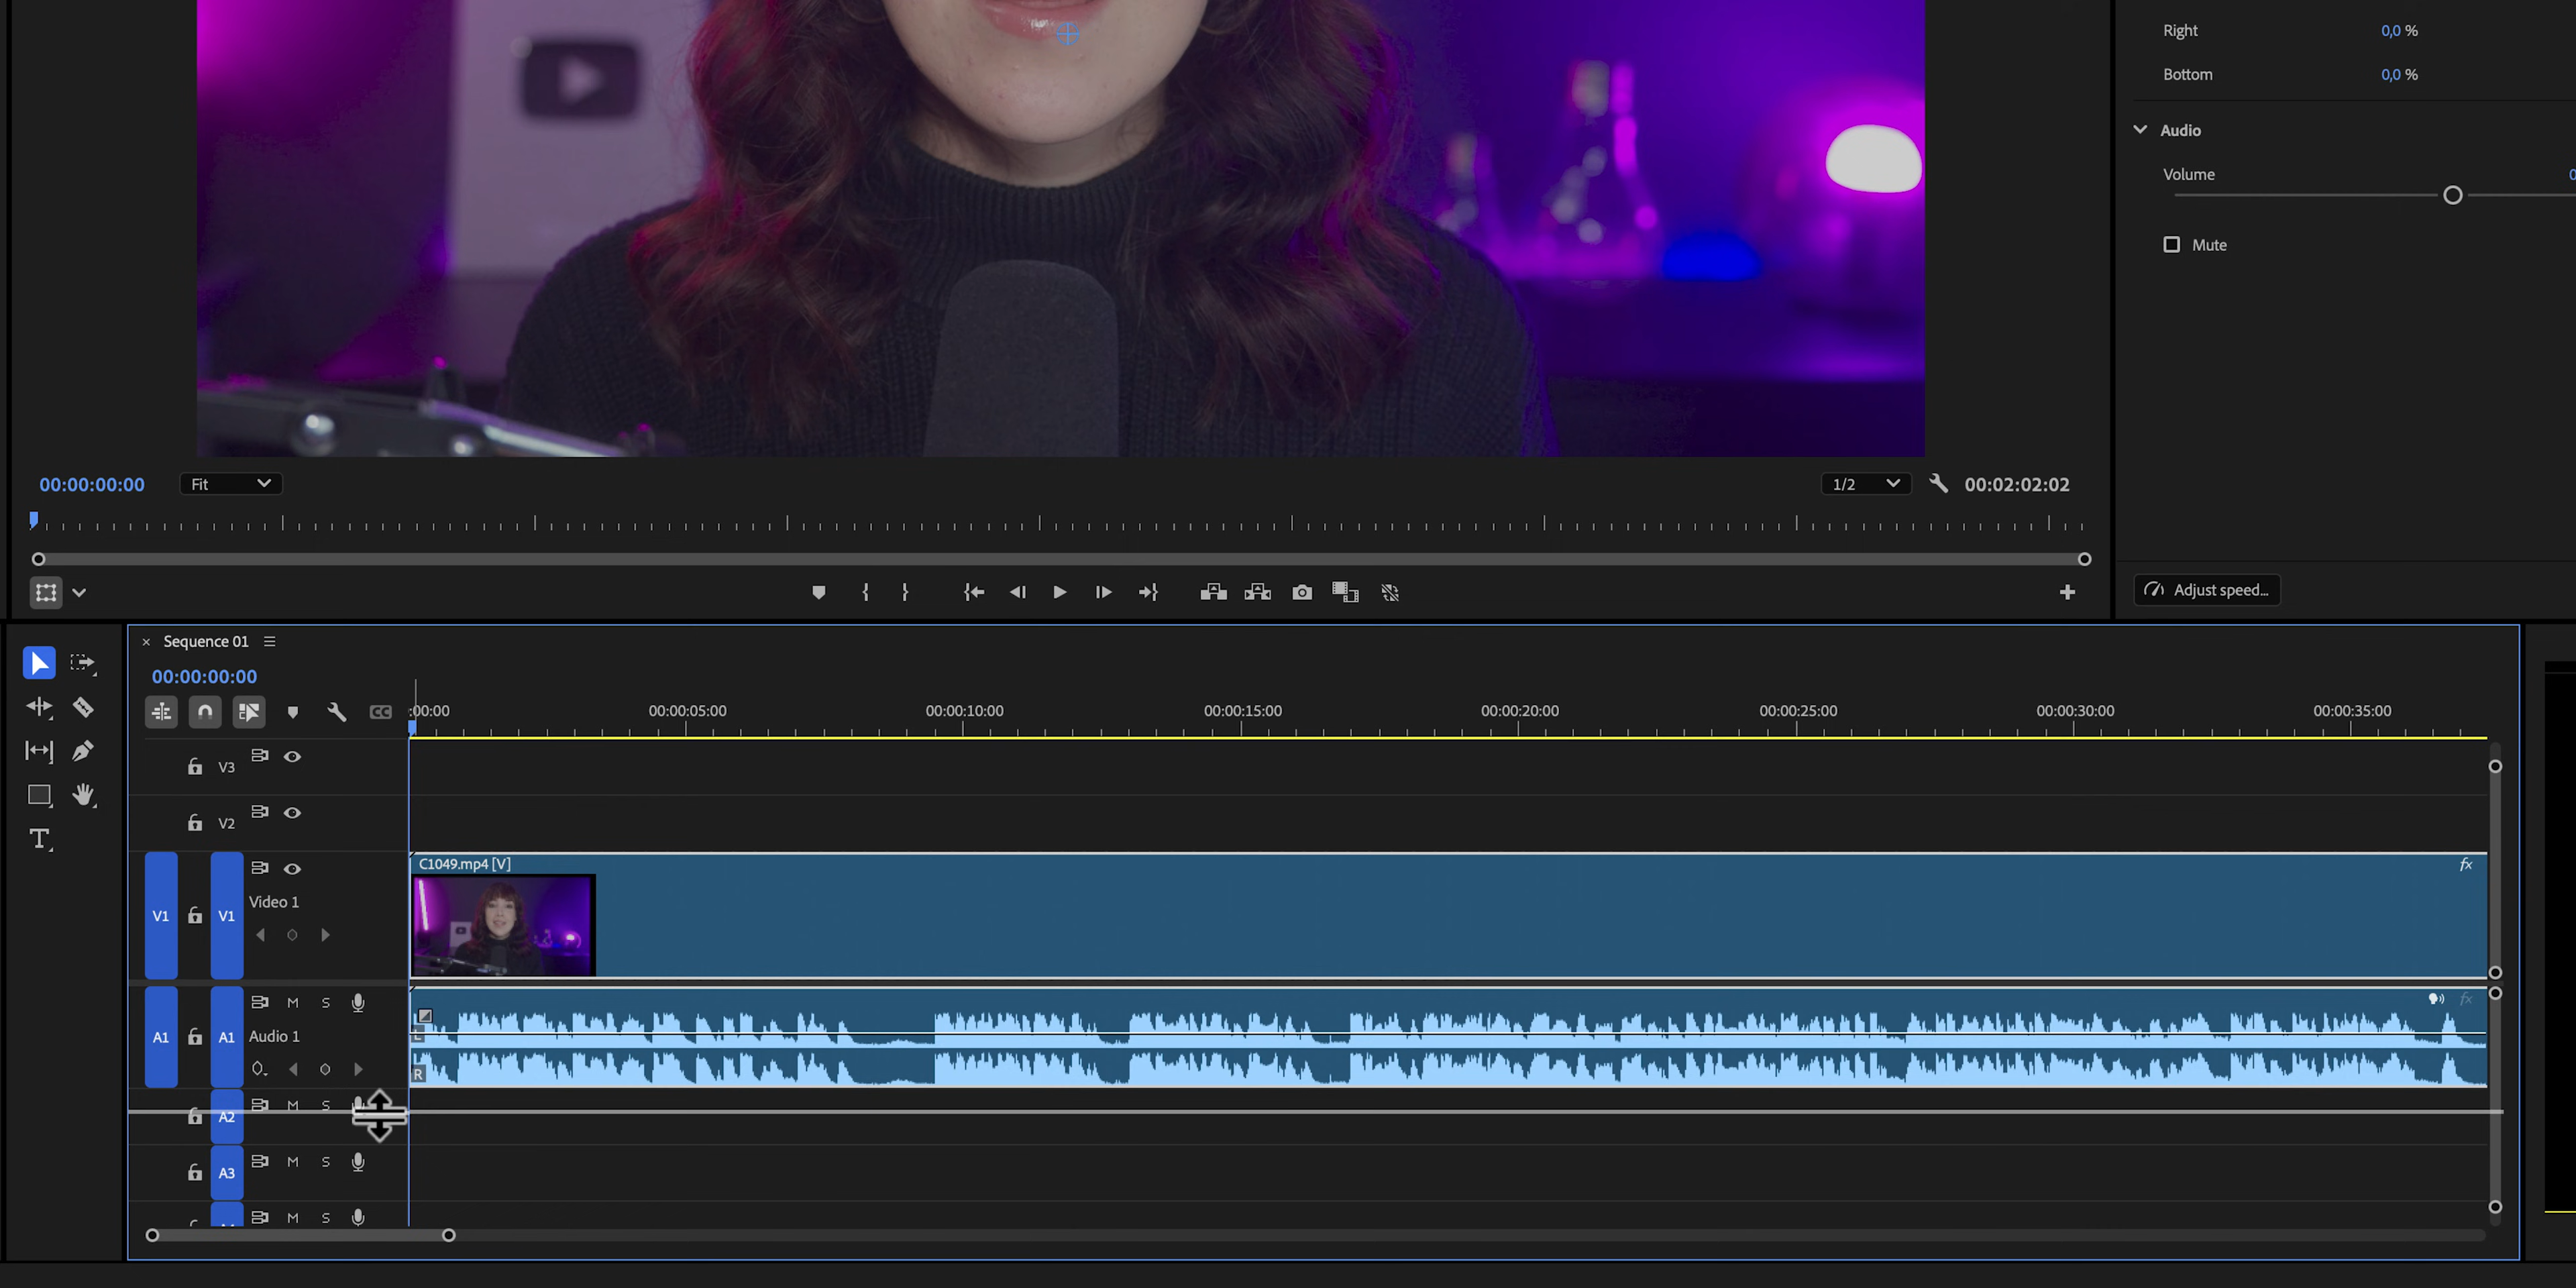 Right 0,0 %
Bottom 0,0 %
Audio
Volume
Mute
00:00:00:00 Fit 1/2 00:02:02:02
Adjust speed...
× Sequence 01
00:00:00:00
CC :00:00 00:00:05:00 00:00:10:00 00:00:15:00 00:00:20:00 00:00:25:00 00:00:30:00 00:00:35:00
V3
V2
T
C1049.mp4 [V] fx
V1 V1 Video 1
M S fx
A1 A1 Audio 1
L
R
M S
A2
M S
A3
M S